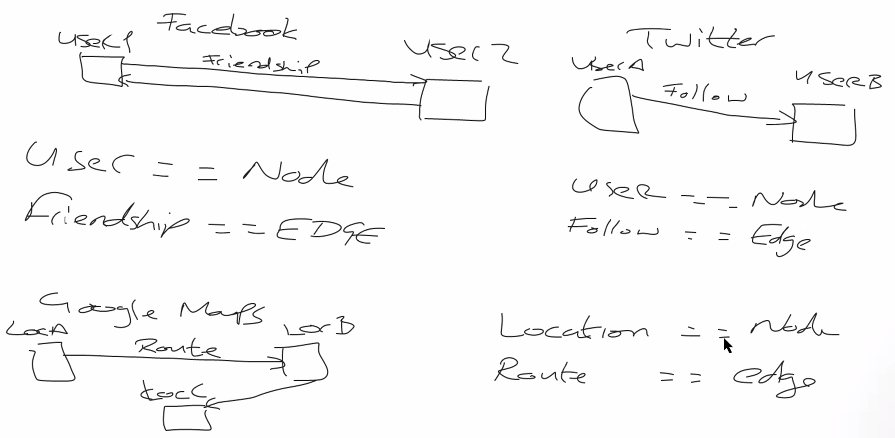 Facebook
User1
User2
Friendship
User == Node
Friendship == EDGE
Twitter
UserA
USERB
Follow
User == Node
Follow == Edge
Google Maps
LocA
LocB
Route
LocC
Location == Node
Route == edge